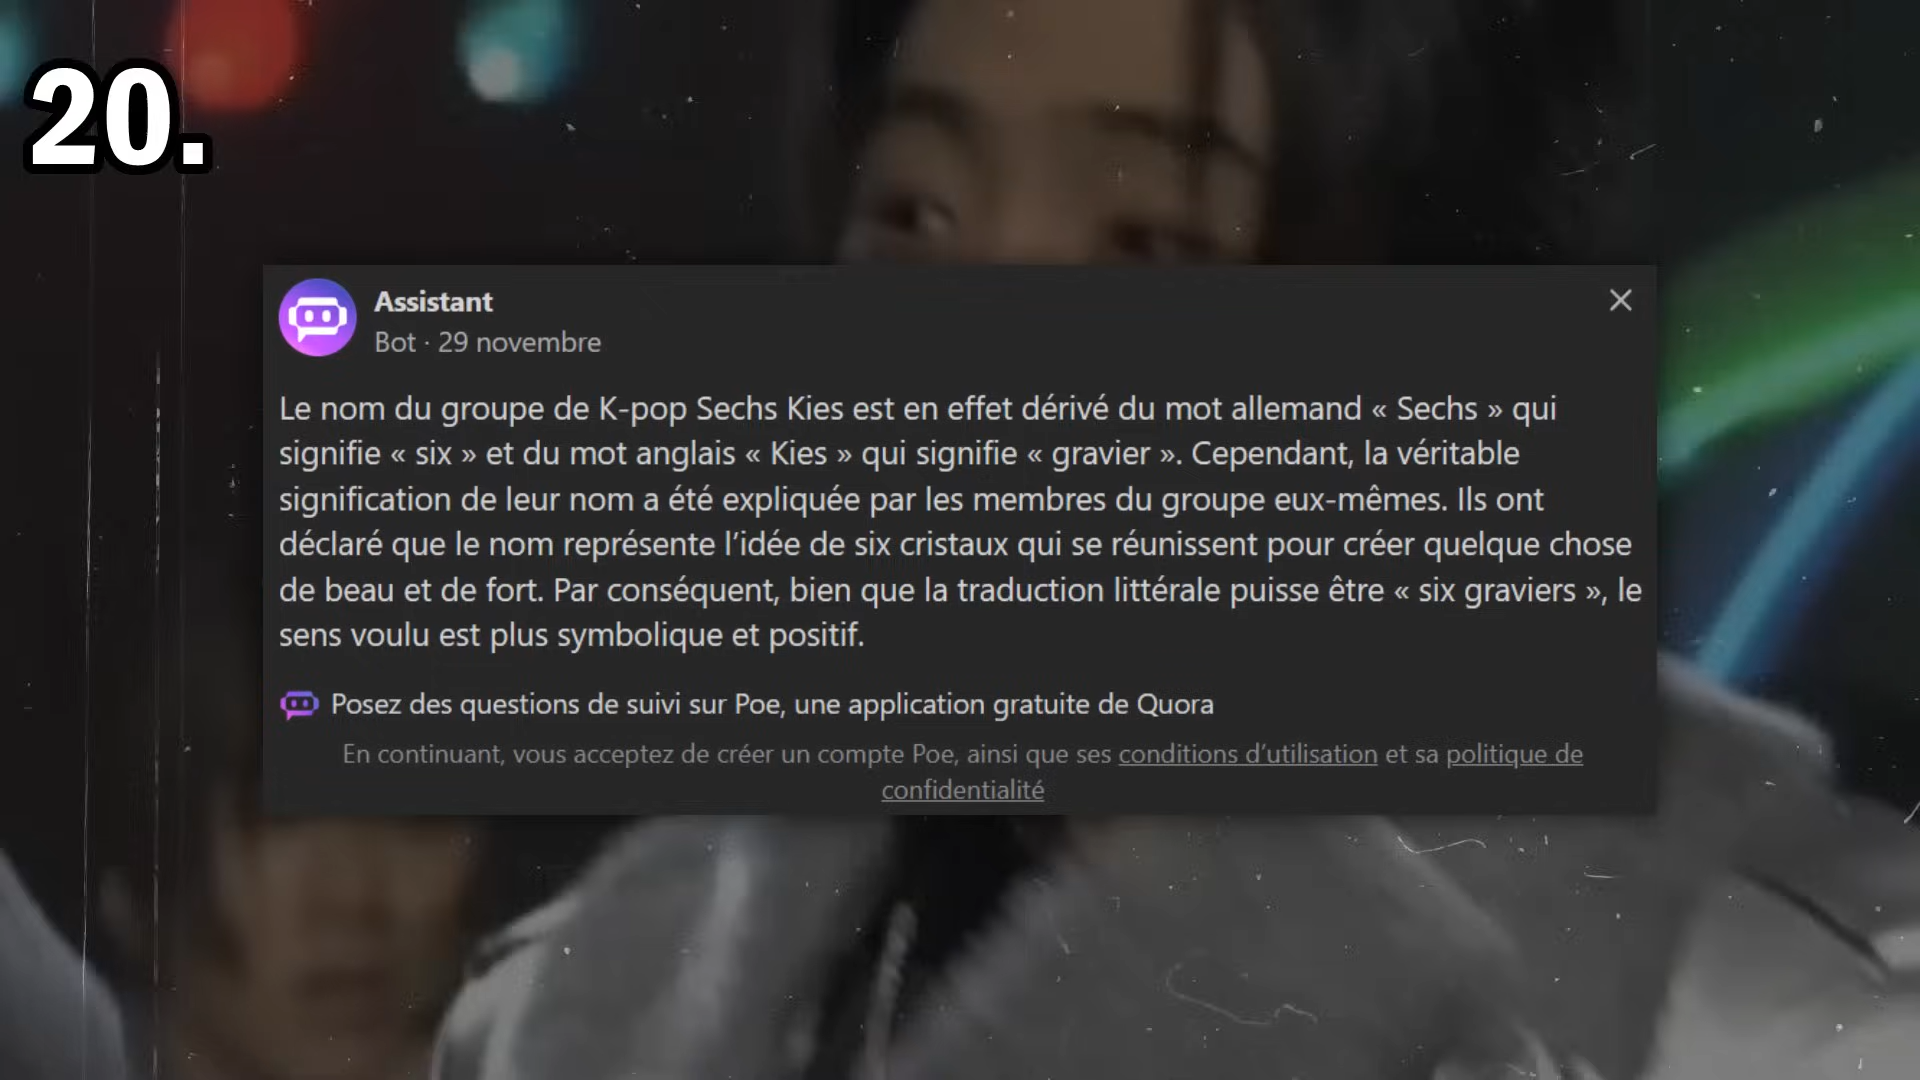 20.
Assistant
Bot · 29 novembre
Le nom du groupe de K-pop Sechs Kies est en effet dérivé du mot allemand « Sechs » qui
signifie « six » et du mot anglais « Kies » qui signifie « gravier ». Cependant, la véritable
signification de leur nom a été expliquée par les membres du groupe eux-mêmes. Ils ont
déclaré que le nom représente l’idée de six cristaux qui se réunissent pour créer quelque chose
de beau et de fort. Par conséquent, bien que la traduction littérale puisse être « six graviers », le
sens voulu est plus symbolique et positif.
Posez des questions de suivi sur Poe, une application gratuite de Quora
En continuant, vous acceptez de créer un compte Poe, ainsi que ses conditions d’utilisation et sa politique de
confidentialité